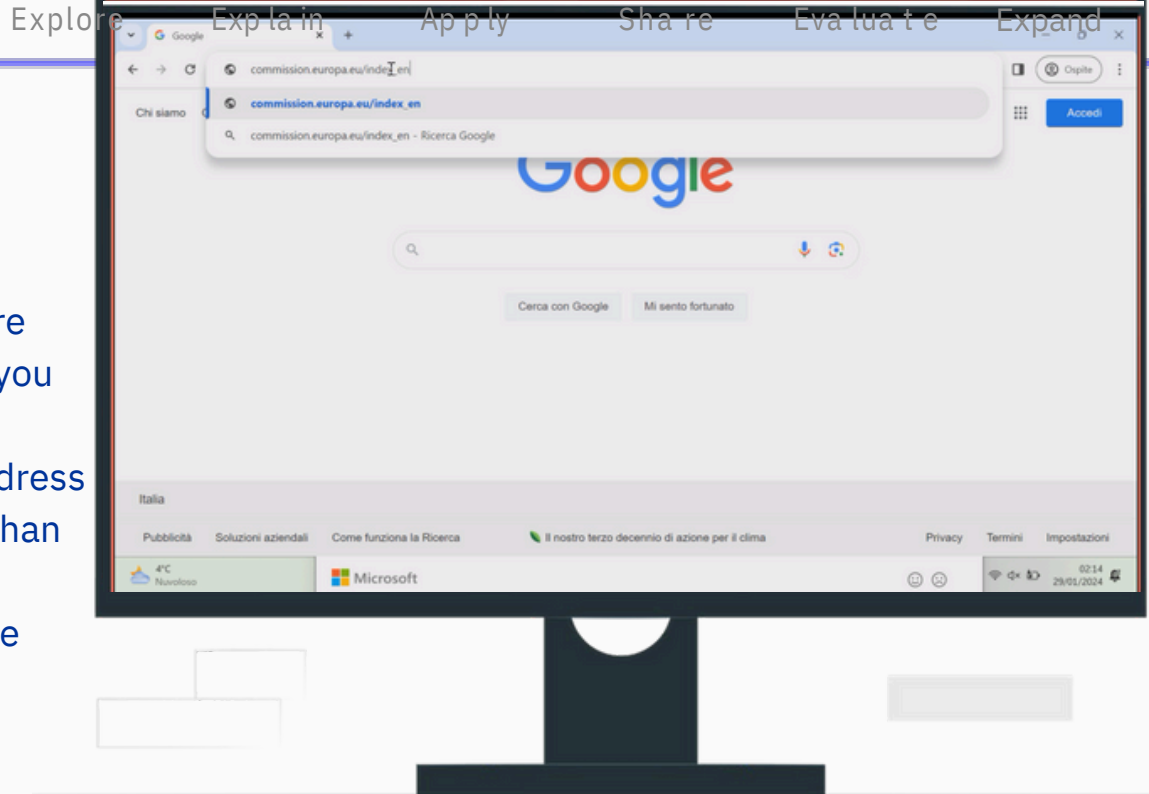 Explore Explain Apply Share Evaluate Expand
Google
commission.europa.eu/index_en
Ospite
commission.europa.eu/index_en
commission.europa.eu/index_en - Ricerca Google
Chi siamo
Accedi
Google
Cerca con Google Mi sento fortunato
re
you
dress
han
e
Italia
Pubblicità Soluzioni aziendali Come funziona la Ricerca Il nostro terzo decennio di azione per il clima Privacy Termini Impostazioni
4°C
Nuvoloso
Microsoft
02:14
29/01/2024